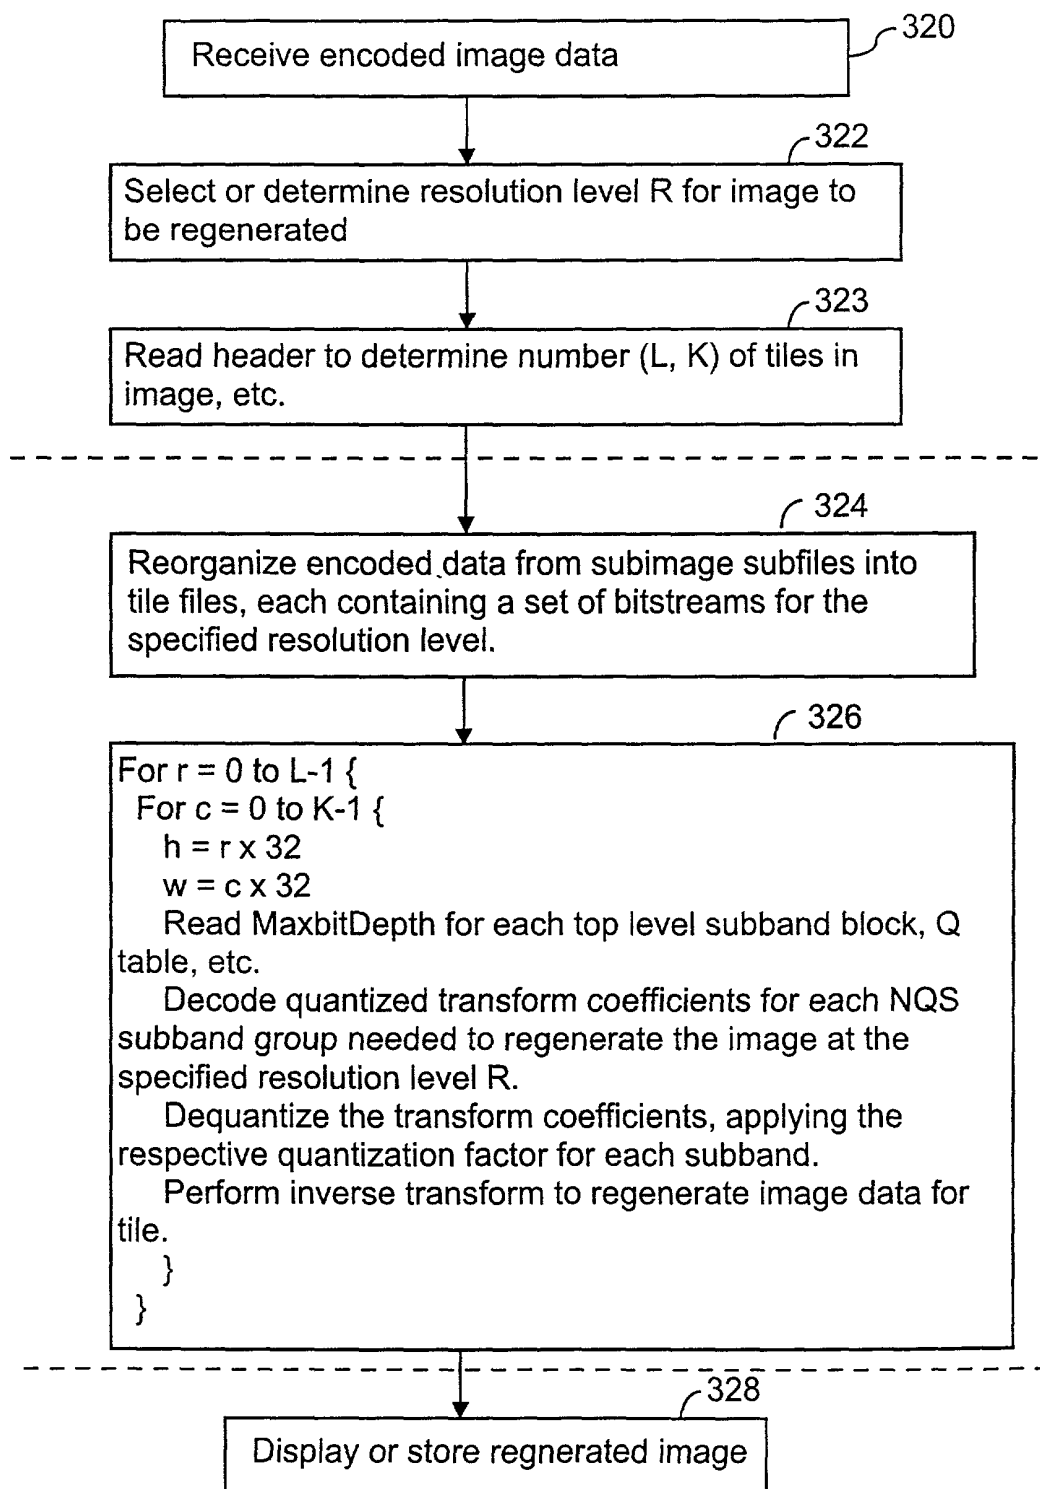 320
Receive encoded image data
322
Select or determine resolution level R for image to
be regenerated
323
Read header to determine number (L, K) of tiles in
image, etc.
324
Reorganize encoded data from subimage subfiles into
tile files, each containing a set of bitstreams for the
specified resolution level.
326
For r = 0 to L-1 {
For c = 0 to K-1 {
h = r x 32
w = c x 32
Read MaxbitDepth for each top level subband block, Q
table, etc.
Decode quantized transform coefficients for each NQS
subband group needed to regenerate the image at the
specified resolution level R.
Dequantize the transform coefficients, applying the
respective quantization factor for each subband.
Perform inverse transform to regenerate image data for
tile.
}
}
328
Display or store regnerated image